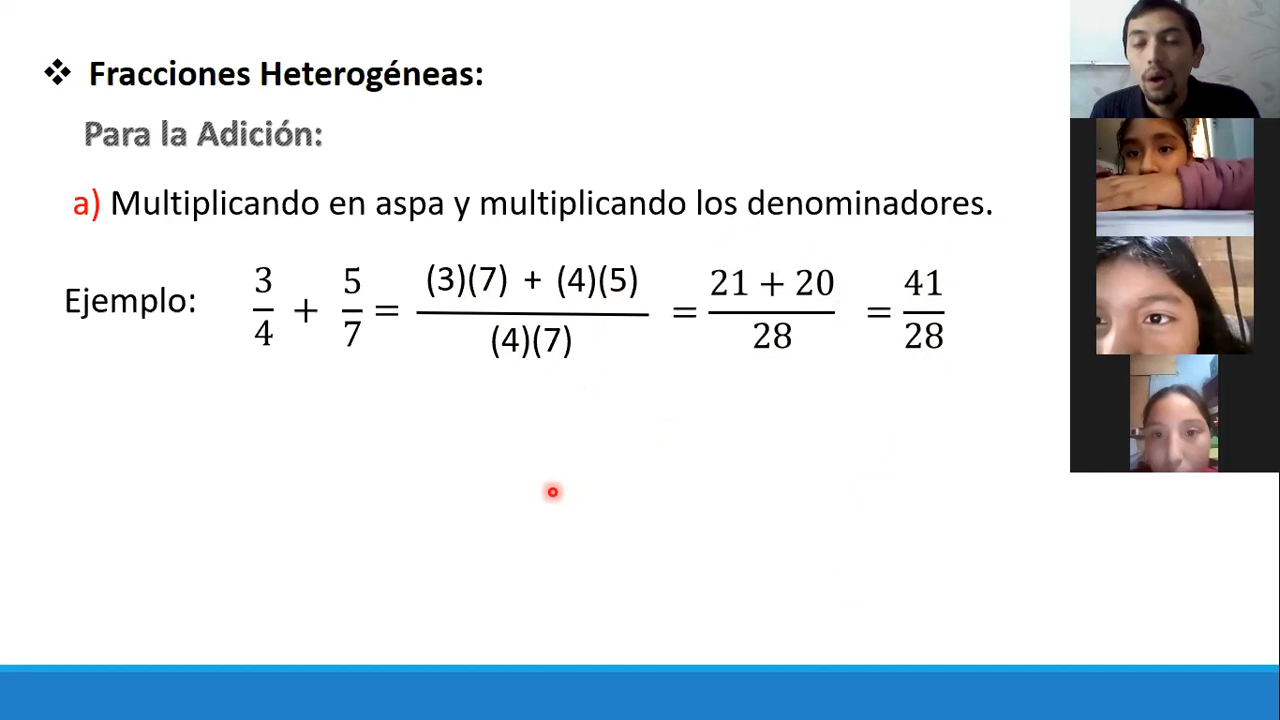 ❖ Fracciones Heterogéneas:
Para la Adición:
a) Multiplicando en aspa y multiplicando los denominadores.
Ejemplo: 3/4 + 5/7 = (3)(7) + (4)(5) / (4)(7) = 21 + 20 / 28 = 41/28